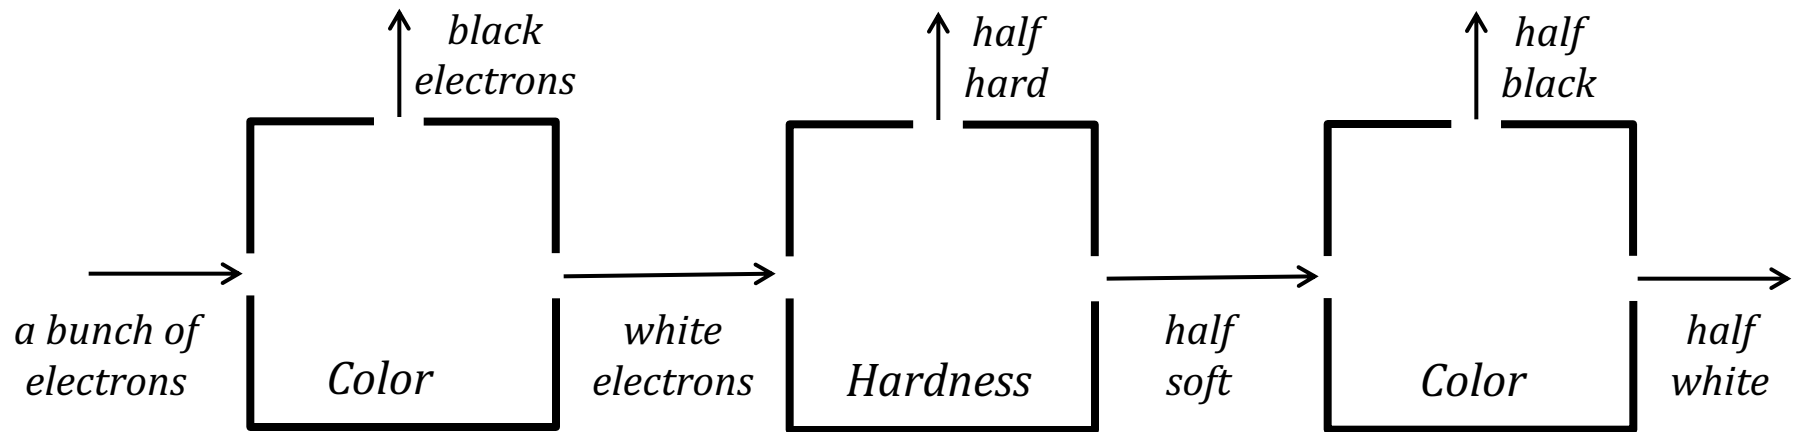 black
electrons
half
hard
half
black
a bunch of
electrons
Color
white
electrons
Hardness
half
soft
Color
half
white